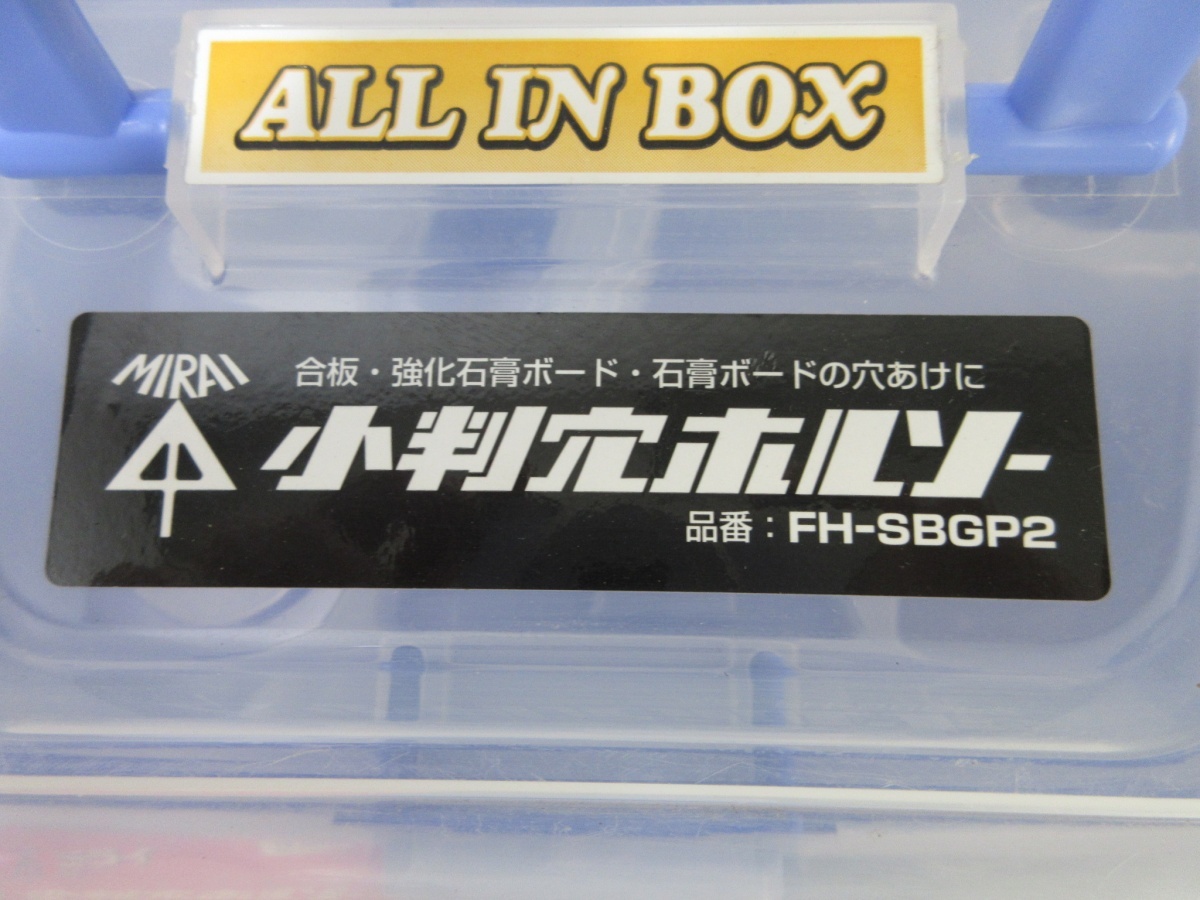 ALL IN BOX
MIRAI
合板・強化石膏ボード・石膏ボードの穴あけに
小判穴ホルソー
品番：FH-SBGP2